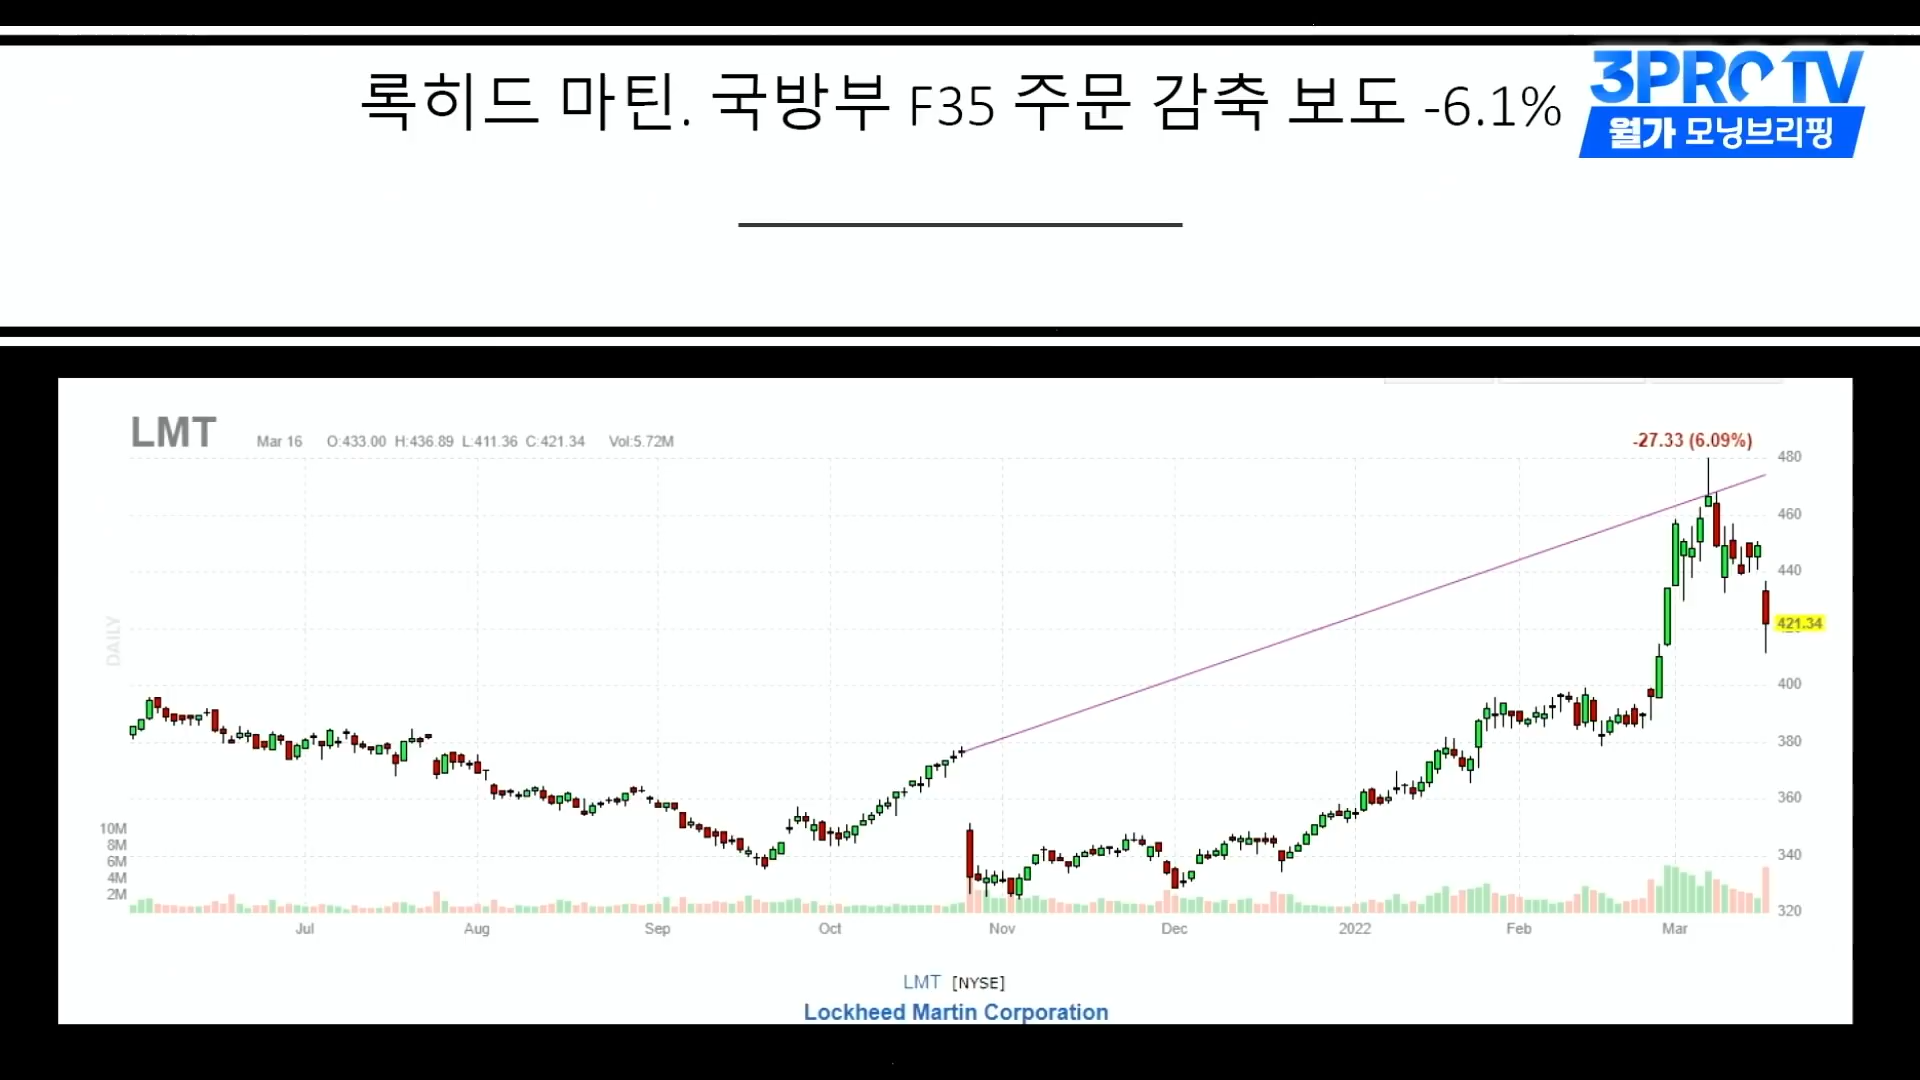 록히드 마틴. 국방부 F35 주문 감축 보도 -6.1%
3PRO TV
월가 모닝브리핑
LMT Mar 16 O:433.00 H:436.89 L:411.36 C:421.34 Vol:5.72M
-27.33 (6.09%)
480
460
440
421.34
400
380
360
340
320
DAILY
10M
8M
6M
4M
2M
Jul Aug Sep Oct Nov Dec 2022 Feb Mar
LMT [NYSE]
Lockheed Martin Corporation